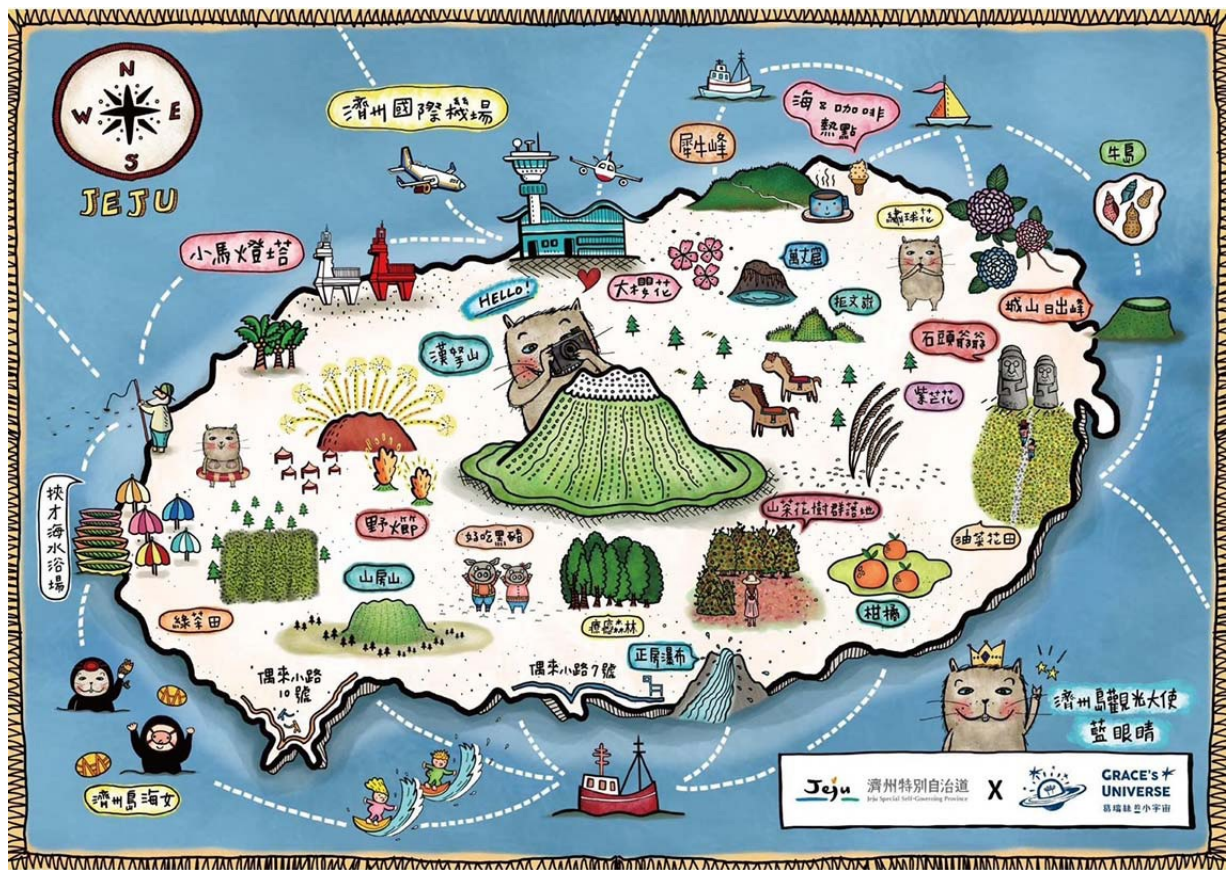 N
W E
S
JEJU
濟州國際機場
海&咖啡
熱點
犀牛峰
牛島
繡球花
小馬燈塔
HELLO!
大櫻花
萬丈窟
拒文岳
城山日出峰
漢拏山
石頭爺爺
紫芒花
挾才海水浴場
野火節
好吃黑豬
山茶花樹群落地
油菜花田
山房山
綠茶田
療癒森林
柑橘
正房瀑布
偶來小路
10號
偶來小路7號
濟州島海女
濟州島觀光大使
藍眼睛
Jeju 濟州特別自治道
Jeju Special Self-Governing Province
X
GRACE's
UNIVERSE
葛瑞絲的小宇宙